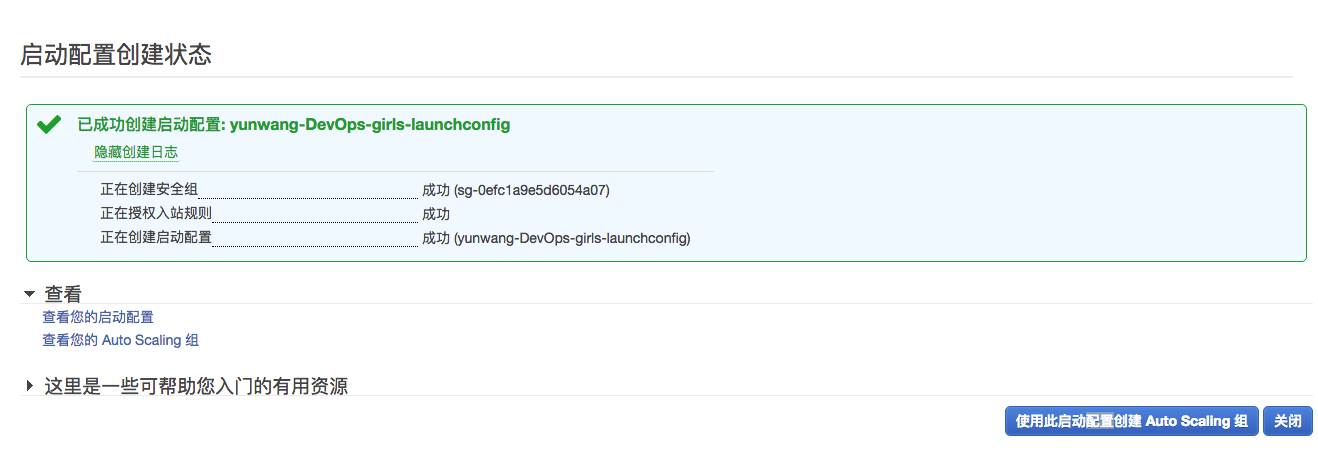 启动配置创建状态
已成功创建启动配置: yunwang-DevOps-girls-launchconfig
隐藏创建日志
正在创建安全组 成功 (sg-0efc1a9e5d6054a07)
正在授权入站规则 成功
正在创建启动配置 成功 (yunwang-DevOps-girls-launchconfig)
查看
查看您的启动配置
查看您的 Auto Scaling 组
这里是一些可帮助您入门的有用资源
使用此启动配置创建 Auto Scaling 组 关闭